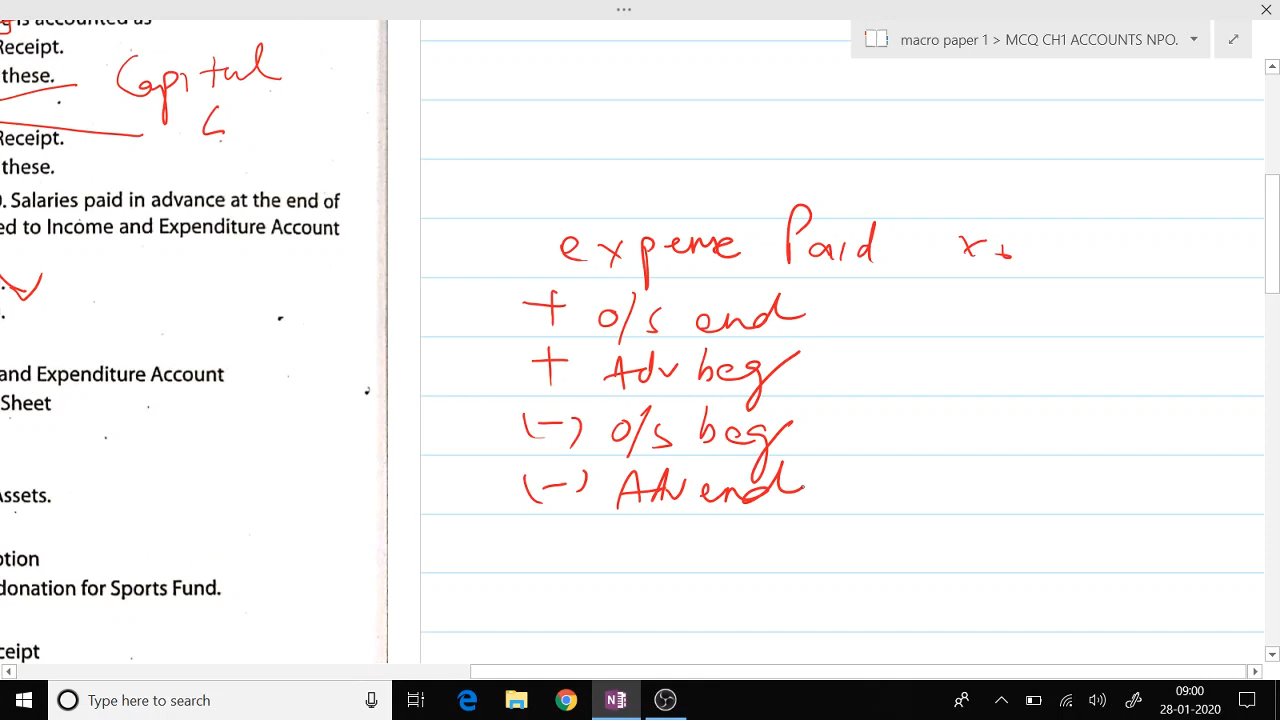 macro paper 1 > MCQ CH1 ACCOUNTS NPO.
is accounted as
Receipt.
these.
Capital
Receipt.
these.
. Salaries paid in advance at the end of
ed to Income and Expenditure Account
and Expenditure Account
Sheet
Assets.
ption
donation for Sports Fund.
ceipt
expense Paid
+ o/s end
+ Adv beg
(-) o/s beg
(-) Adv end
Type here to search
09:00
28-01-2020